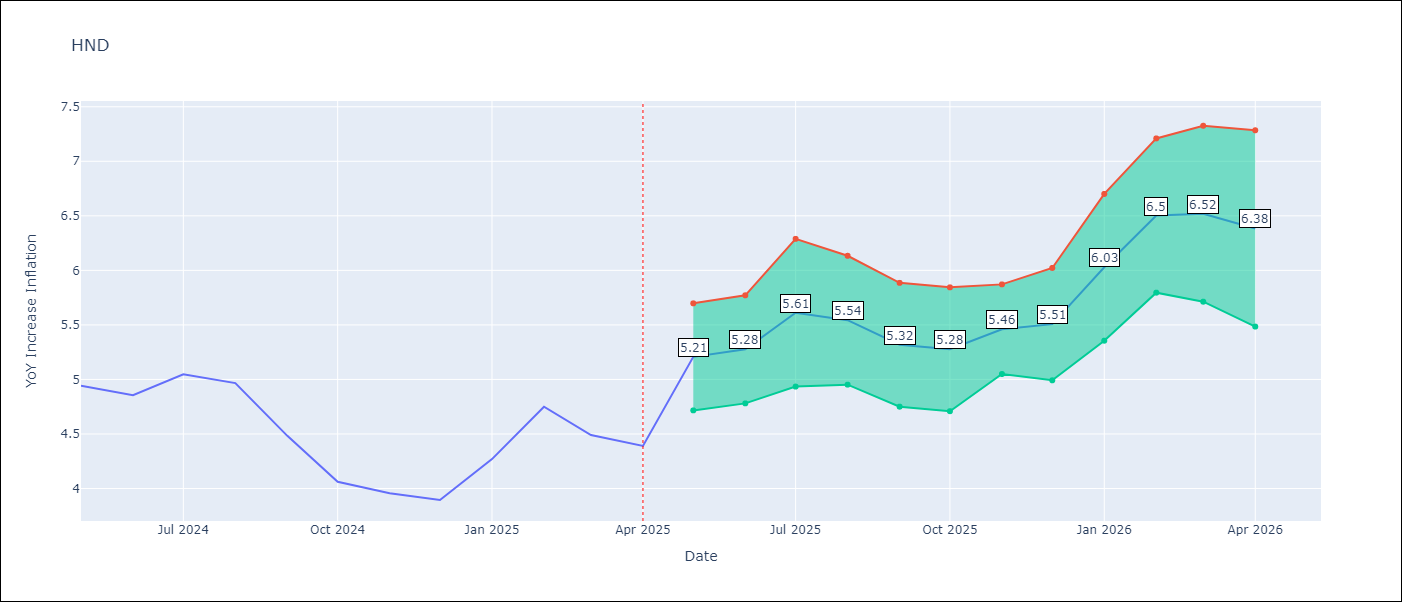 HND
YoY Increase Inflation
7.5
7
6.5
6
5.5
5
4.5
4
5.21
5.28
5.61
5.54
5.32
5.28
5.46
5.51
6.03
6.5
6.52
6.38
Jul 2024
Oct 2024
Jan 2025
Apr 2025
Jul 2025
Oct 2025
Jan 2026
Apr 2026
Date